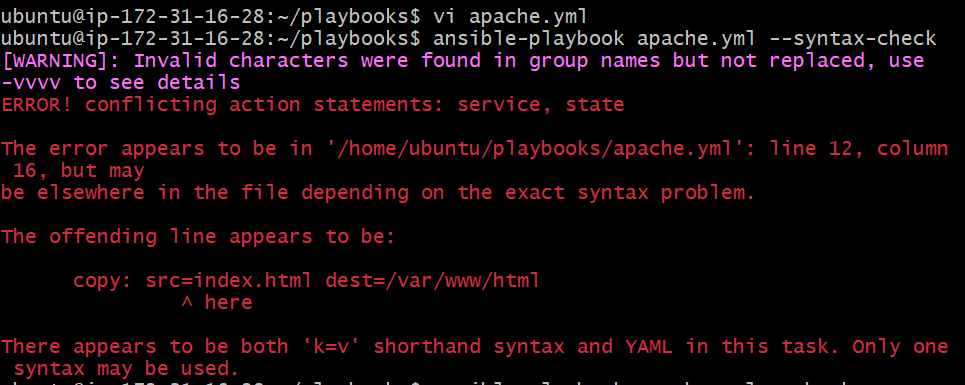 ubuntu@ip-172-31-16-28:~/playbooks$ vi apache.yml
ubuntu@ip-172-31-16-28:~/playbooks$ ansible-playbook apache.yml --syntax-check
[WARNING]: Invalid characters were found in group names but not replaced, use
-vvvv to see details
ERROR! conflicting action statements: service, state
The error appears to be in '/home/ubuntu/playbooks/apache.yml': line 12, column
16, but may
be elsewhere in the file depending on the exact syntax problem.
The offending line appears to be:
copy: src=index.html dest=/var/www/html
^ here
There appears to be both 'k=v' shorthand syntax and YAML in this task. Only one
syntax may be used.